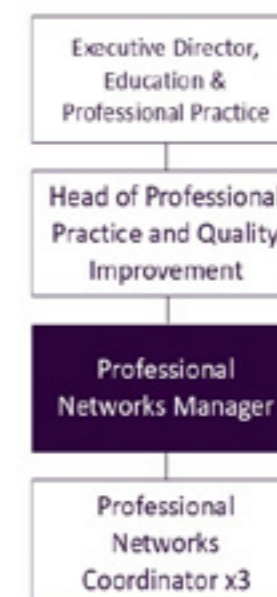 Executive Director,
Education &
Professional Practice
Head of Professional
Practice and Quality
Improvement
Professional
Networks Manager
Professional
Networks
Coordinator x3